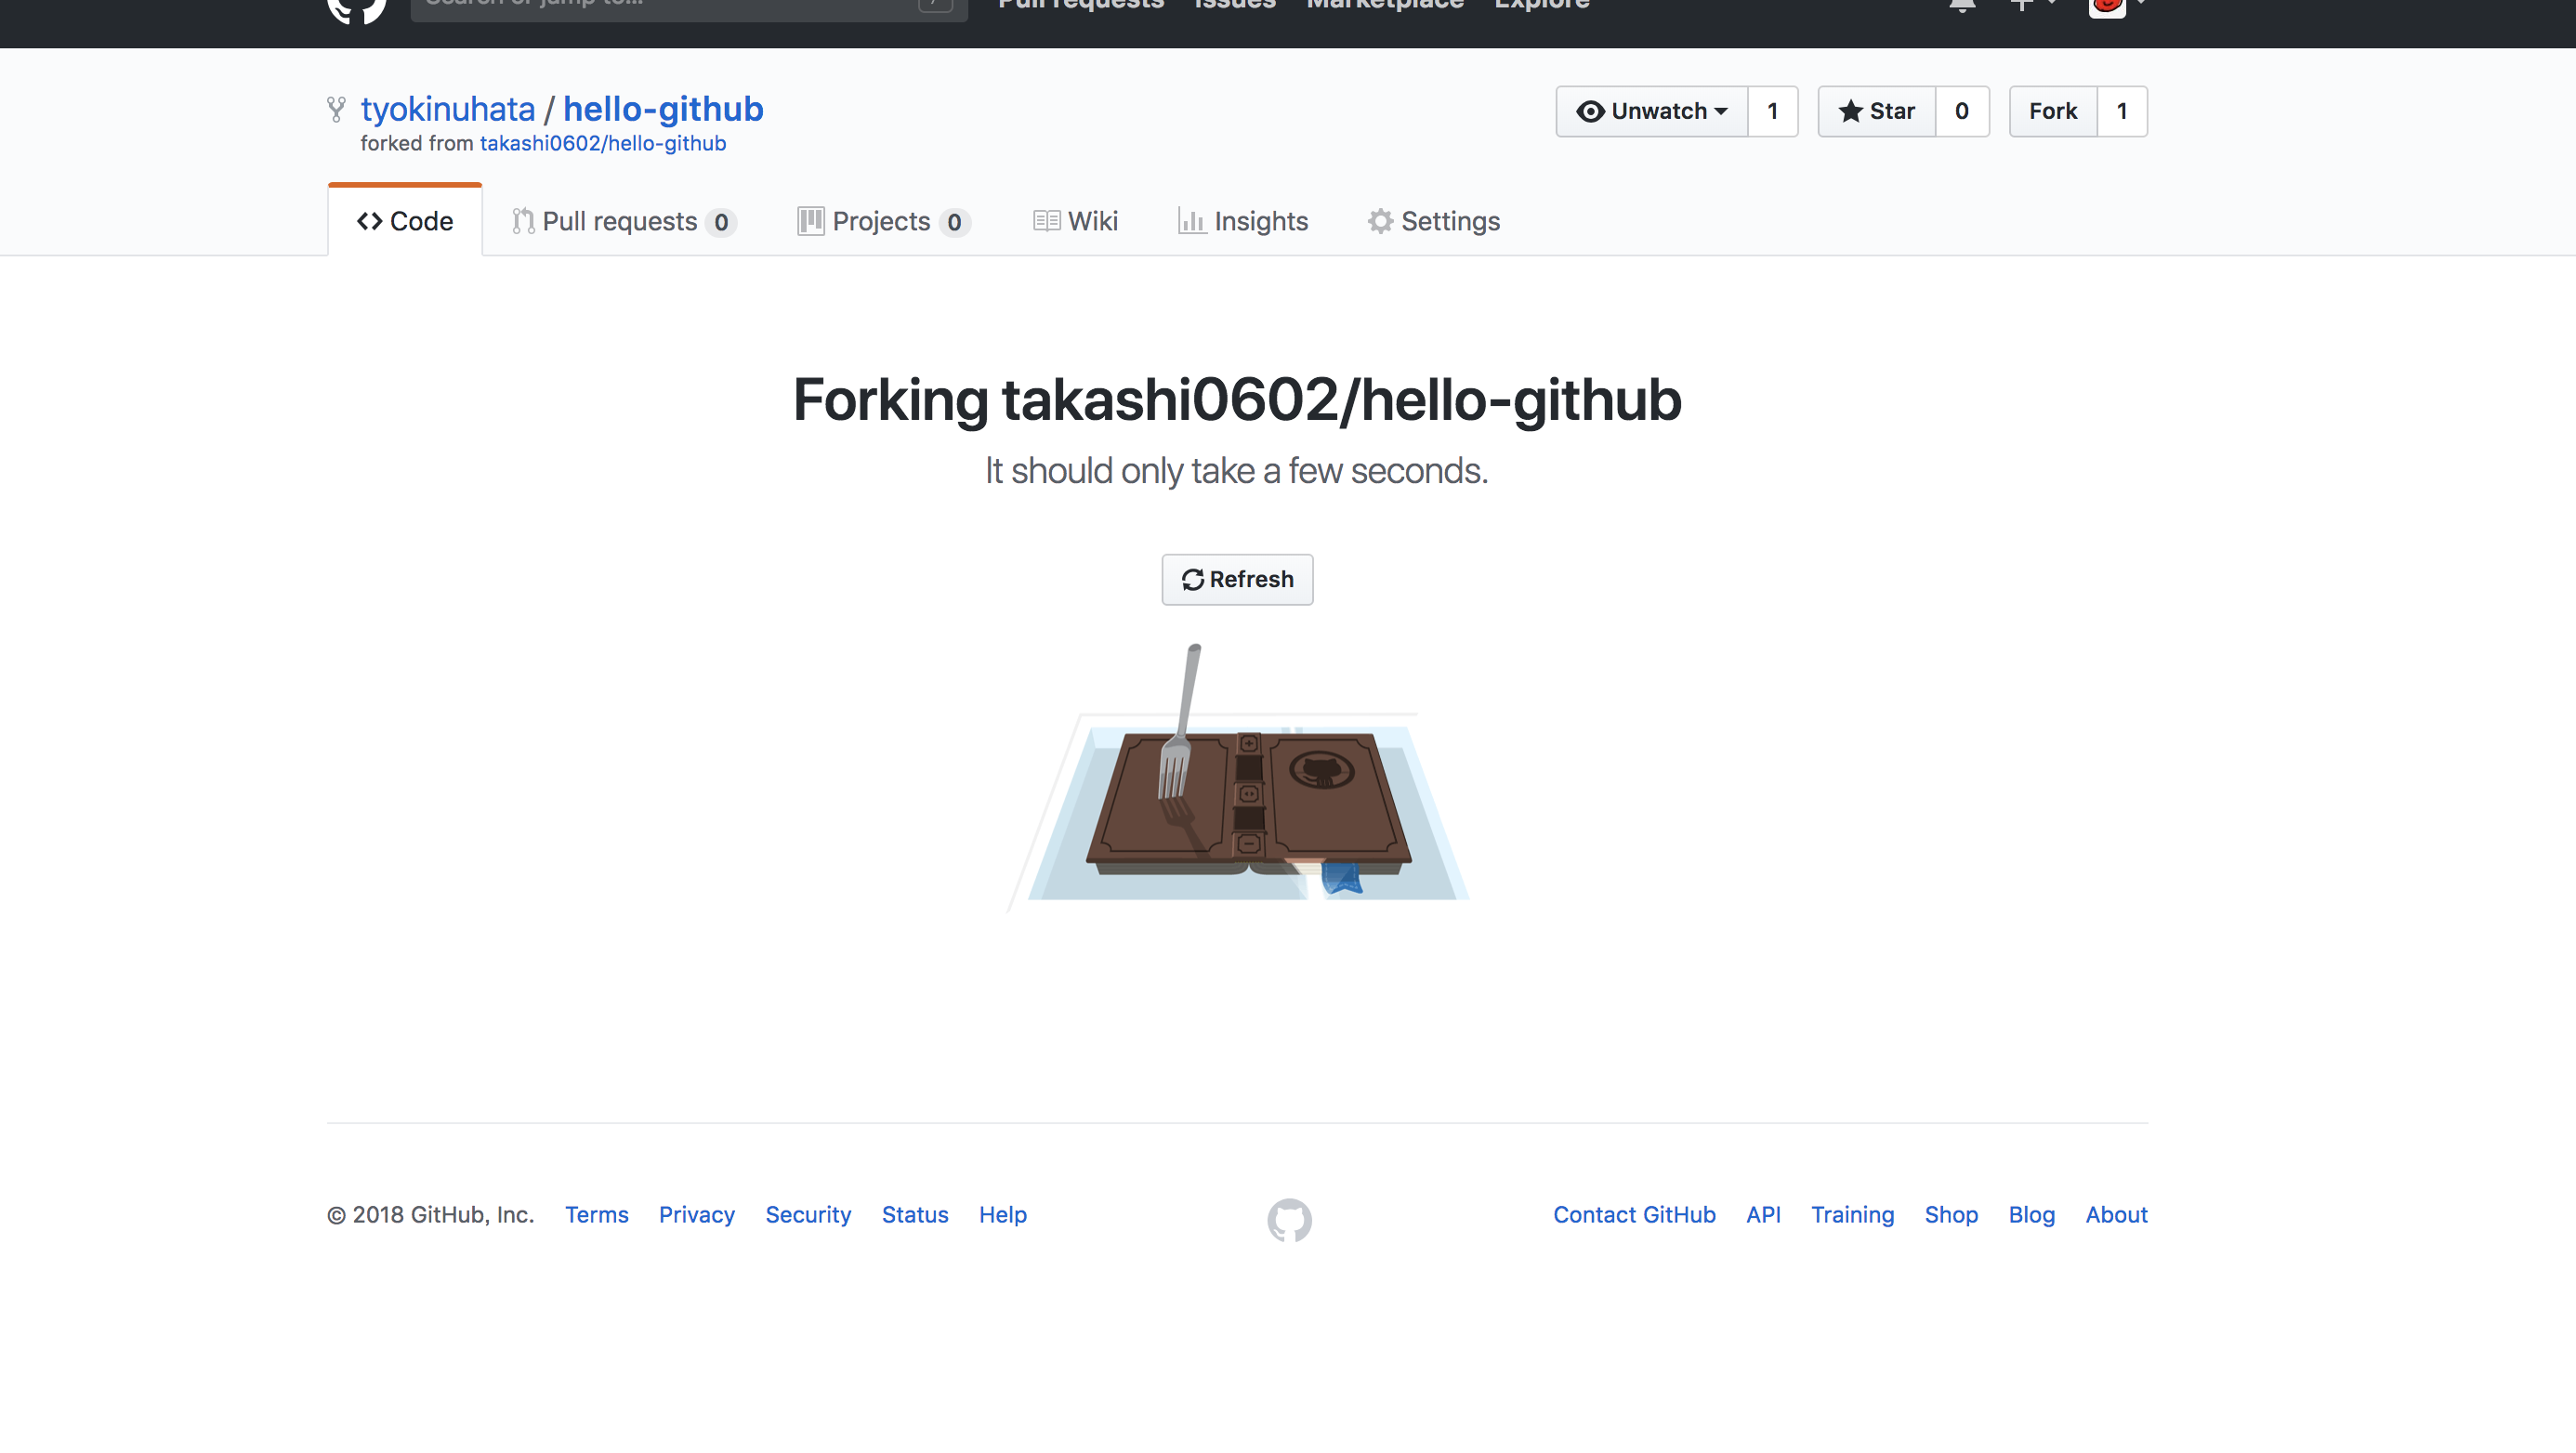 Search or jump to...
Pull requests Issues Marketplace Explore
tyokinuhata / hello-github
forked from takashi0602/hello-github
Unwatch 1 Star 0 Fork 1
Code Pull requests 0 Projects 0 Wiki Insights Settings
Forking takashi0602/hello-github
It should only take a few seconds.
Refresh
© 2018 GitHub, Inc. Terms Privacy Security Status Help
Contact GitHub API Training Shop Blog About